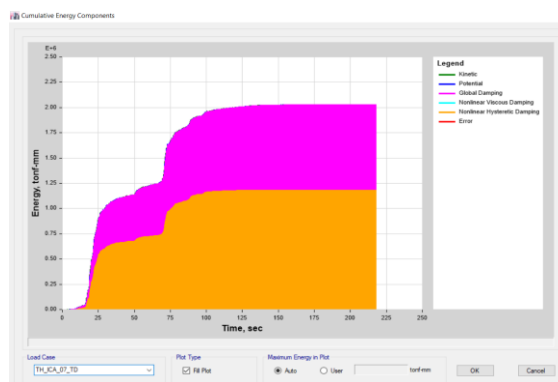 Cumulative Energy Components
E+6
2.50
2.25
2.00
1.75
1.50
1.25
1.00
0.75
0.50
0.25
0.00
Energy, tonf-mm
0 25 50 75 100 125 150 175 200 225 250
Time, sec
Legend
Kinetic
Potential
Global Damping
Nonlinear Viscous Damping
Nonlinear Hysteretic Damping
Error
Load Case
TH_ICA_07_TD
Plot Type
Fill Plot
Maximum Energy in Plot
Auto User tonf-mm
OK
Cancel